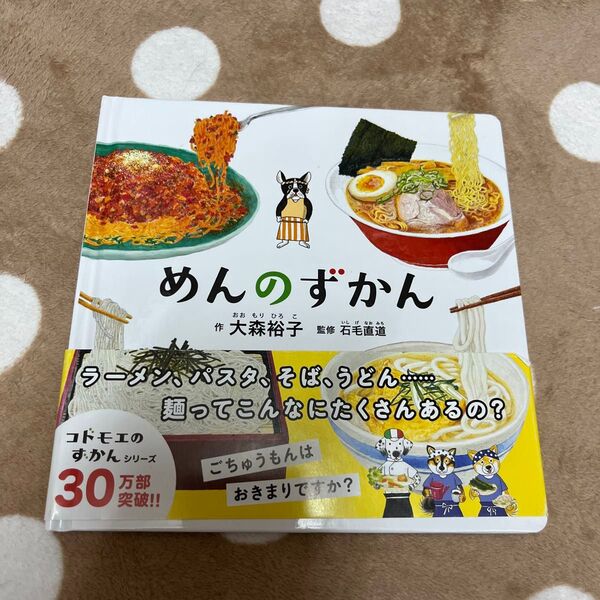 めんのずかん
おおもりひろこ いしげなおみち
作 大森裕子 監修 石毛直道
ラーメン、パスタ、そば、うどん……
麺ってこんなにたくさんあるの?
コドモエの
ずかんシリーズ
30万部
突破!!
ごちゅうもんは
おきまりですか?